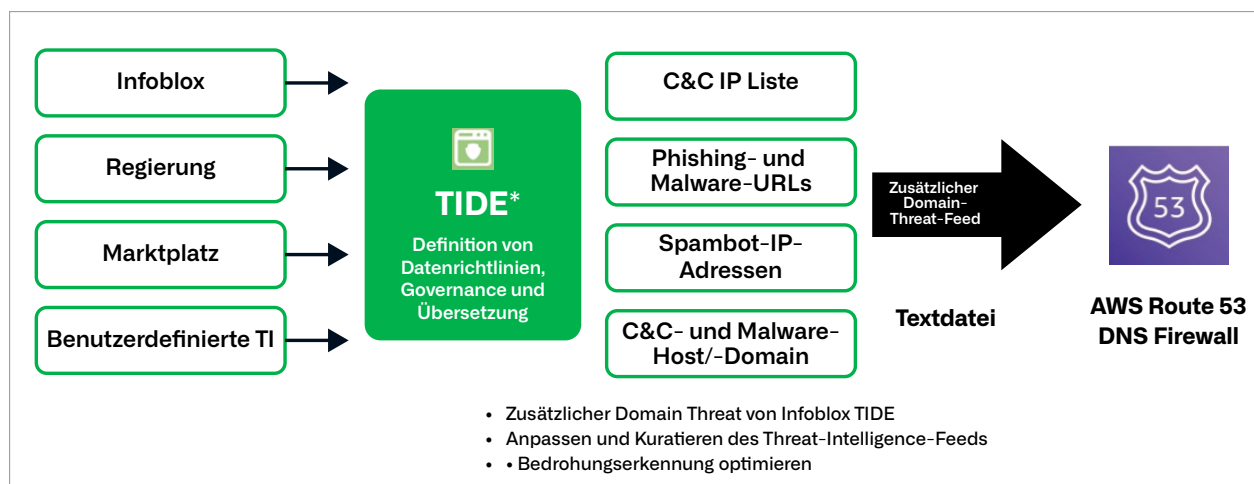 Infoblox
Regierung
Marktplatz
Benutzerdefinierte TI
TIDE*
Definition von
Datenrichtlinien,
Governance und
Übersetzung
C&C IP Liste
Phishing- und
Malware-URLs
Spambot-IP-
Adressen
C&C- und Malware-
Host/-Domain
Zusätzlicher
Domain-
Threat-Feed
Textdatei
53
AWS Route 53
DNS Firewall
• Zusätzlicher Domain Threat von Infoblox TIDE
• Anpassen und Kuratieren des Threat-Intelligence-Feeds
• • Bedrohungserkennung optimieren